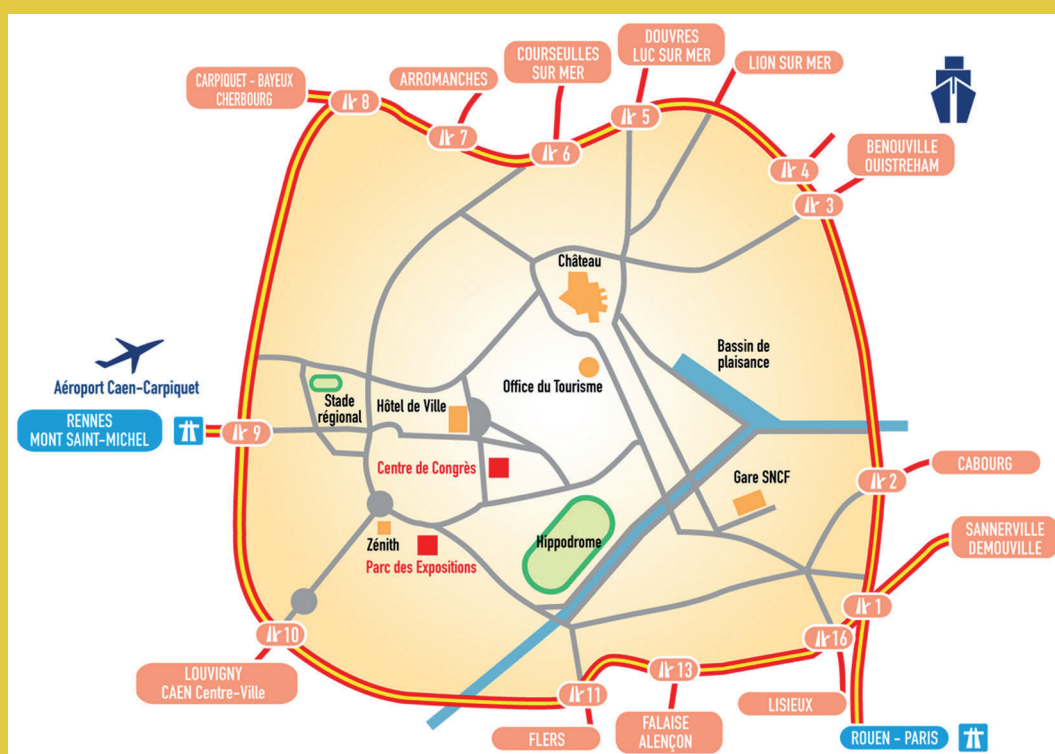 DOUVRES
LUC SUR MER
COURSEULLES
SUR MER
LION SUR MER
ARROMANCHES
CARPIQUET - BAYEUX
CHERBOURG
8
7
6
5
4
3
BENOUVILLE
OUISTREHAM
Château
Bassin de
plaisance
Office du Tourisme
Aéroport Caen-Carpiquet
Stade
régional
Hôtel de Ville
RENNES
MONT SAINT-MICHEL
9
Centre de Congrès
Gare SNCF
2
CABOURG
Zénith
Parc des Expositions
Hippodrome
SANNERVILLE
DEMOUVILLE
1
16
10
LOUVIGNY
CAEN Centre-Ville
11
13
FLERS
FALAISE
ALENÇON
LISIEUX
ROUEN - PARIS